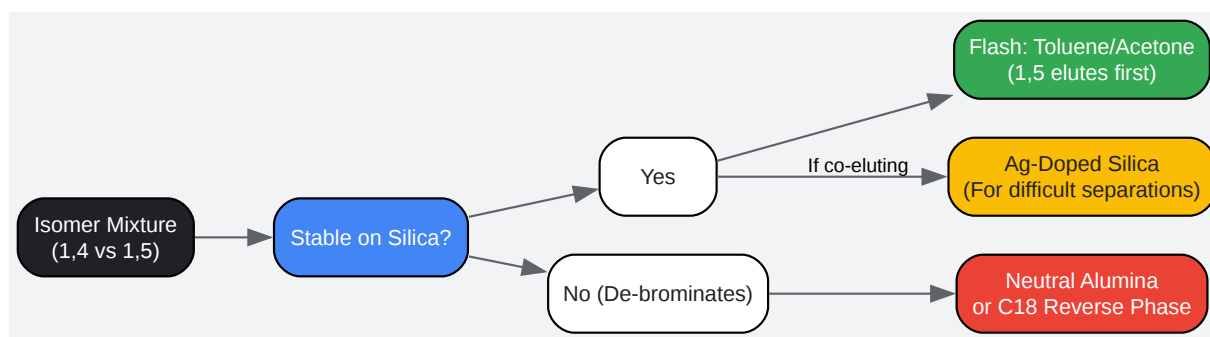 Isomer Mixture
(1,4 vs 1,5)
Stable on Silica?
Yes
No (De-brominates)
If co-eluting
Flash: Toluene/Acetone
(1,5 elutes first)
Ag-Doped Silica
(For difficult separations)
Neutral Alumina
or C18 Reverse Phase